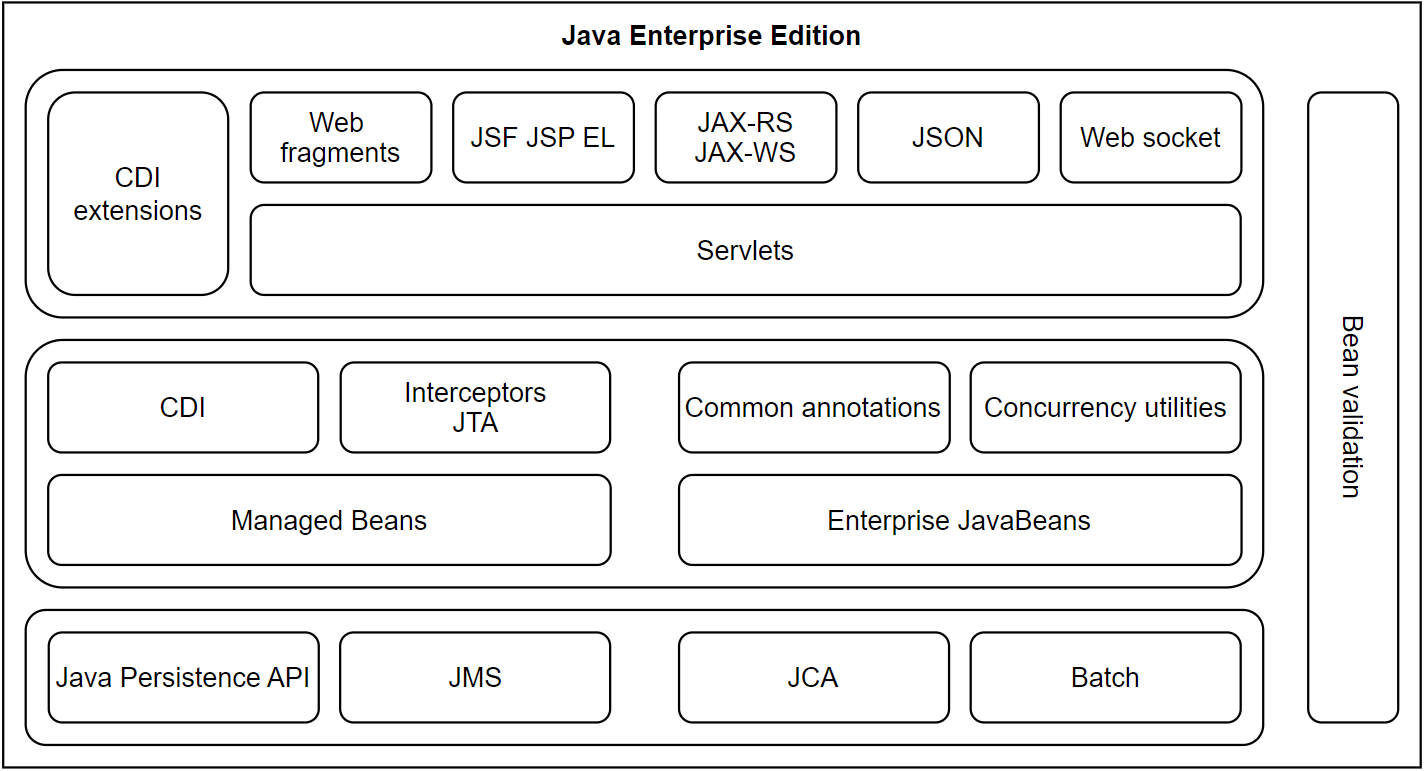 Java Enterprise Edition
CDI
extensions
Web
fragments
JSF JSP EL
JAX-RS
JAX-WS
JSON
Web socket
Servlets
CDI
Interceptors
JTA
Common annotations
Concurrency utilities
Managed Beans
Enterprise JavaBeans
Java Persistence API
JMS
JCA
Batch
Bean validation